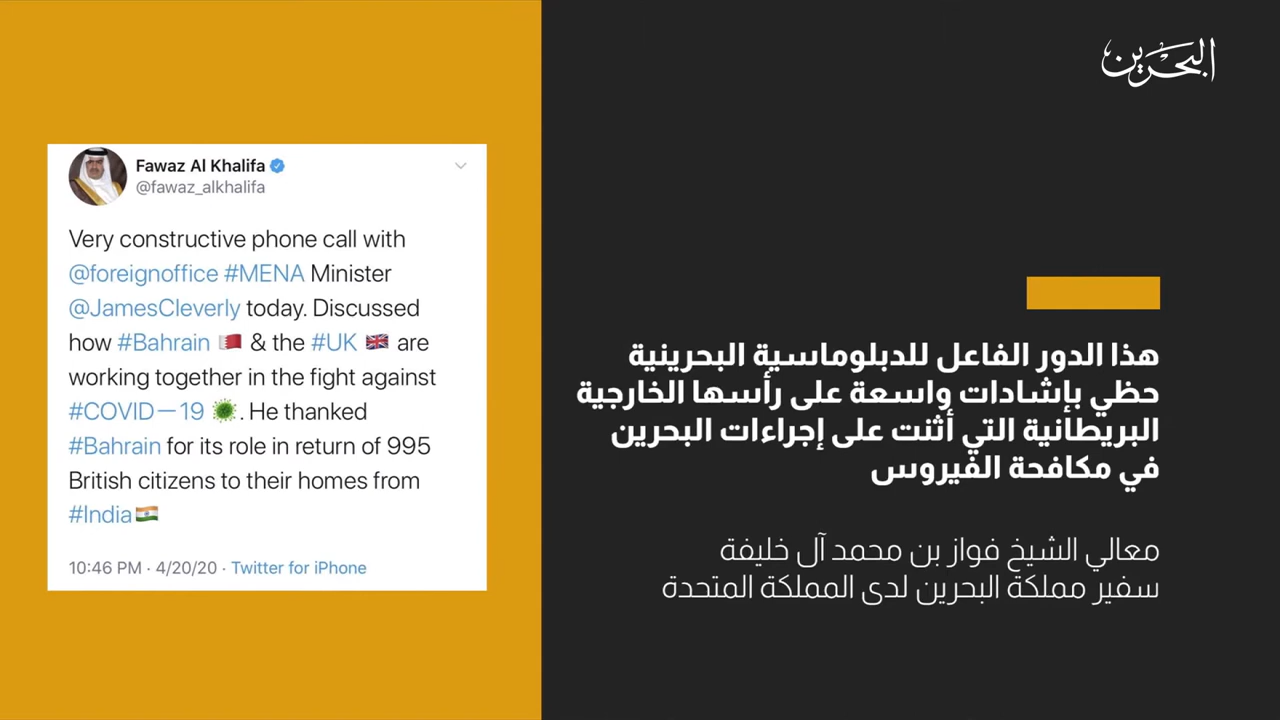 البحرين
Fawaz Al Khalifa
@fawaz_alkhalifa
Very constructive phone call with
@foreignoffice #MENA Minister
@JamesCleverly today. Discussed
how #Bahrain 🇧🇭 & the #UK 🇬🇧 are
working together in the fight against
#COVID—19 🦠. He thanked
#Bahrain for its role in return of 995
British citizens to their homes from
#India🇮🇳
10:46 PM · 4/20/20 · Twitter for iPhone
هذا الدور الفاعل للدبلوماسية البحرينية
حظي بإشادات واسعة على رأسها الخارجية
البريطانية التي أثنت على إجراءات البحرين
في مكافحة الفيروس
معالي الشيخ فواز بن محمد آل خليفة
سفير مملكة البحرين لدى المملكة المتحدة